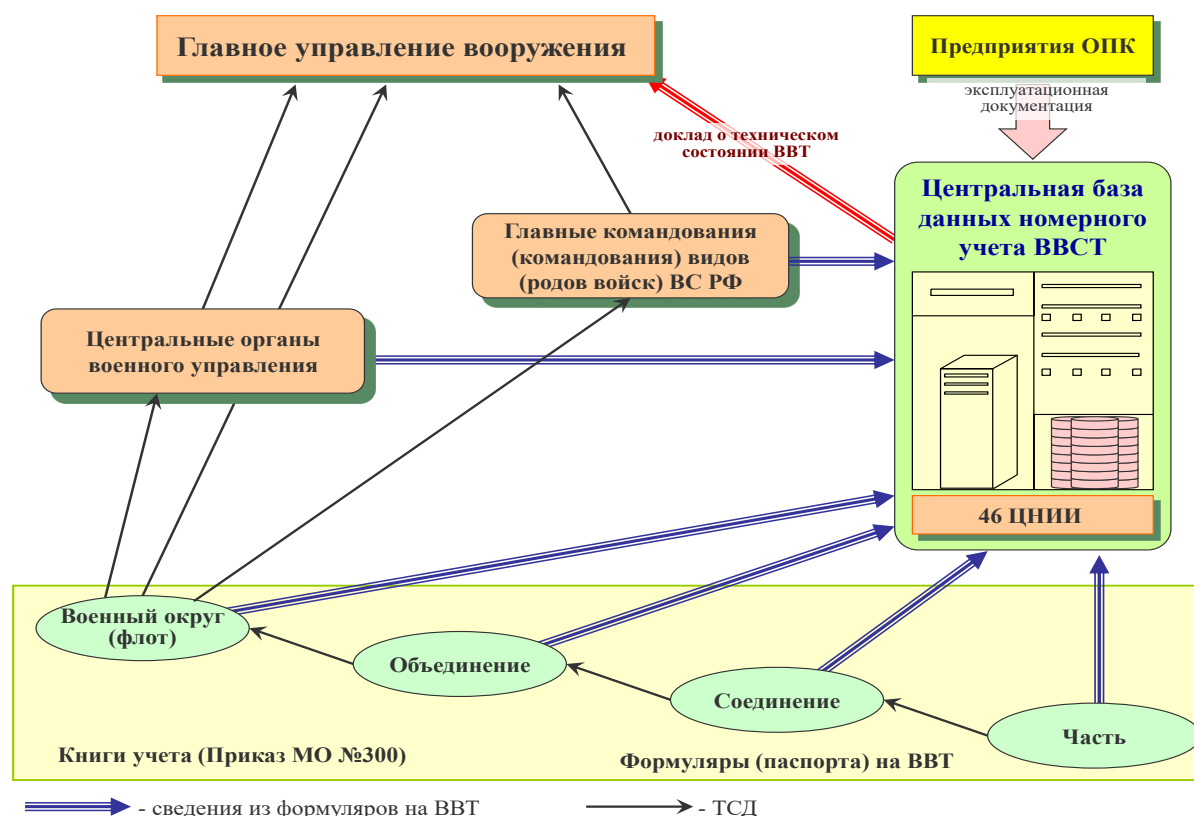 Главное управление вооружения
Предприятия ОПК
эксплуатационная
документация
доклад о техническом
состоянии ВВТ
Центральная база
данных номерного
учета ВВСТ
Главные командования
(командования) видов
(родов войск) ВС РФ
Центральные органы
военного управления
46 ЦНИИ
Военный округ
(флот)
Объединение
Соединение
Часть
Книги учета (Приказ МО №300)
Формуляры (паспорта) на ВВТ
- сведения из формуляров на ВВТ
- ТСД